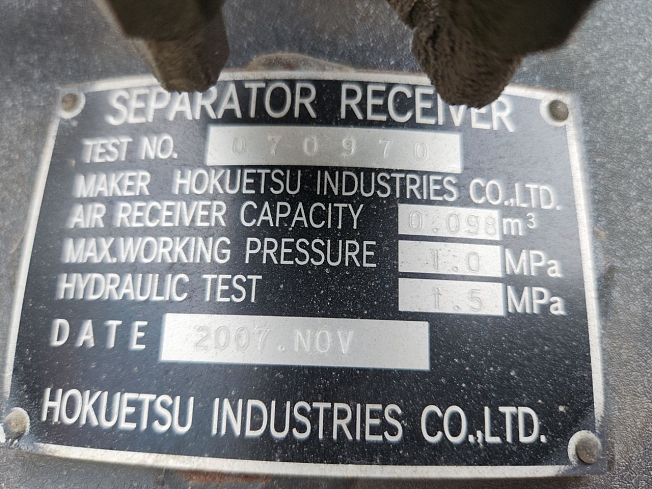 SEPARATOR RECEIVER
TEST NO. 070970
MAKER HOKUETSU INDUSTRIES CO.,LTD.
AIR RECEIVER CAPACITY 0.098 m³
MAX.WORKING PRESSURE 1.0 MPa
HYDRAULIC TEST 1.5 MPa
DATE 2007.NOV
HOKUETSU INDUSTRIES CO.,LTD.